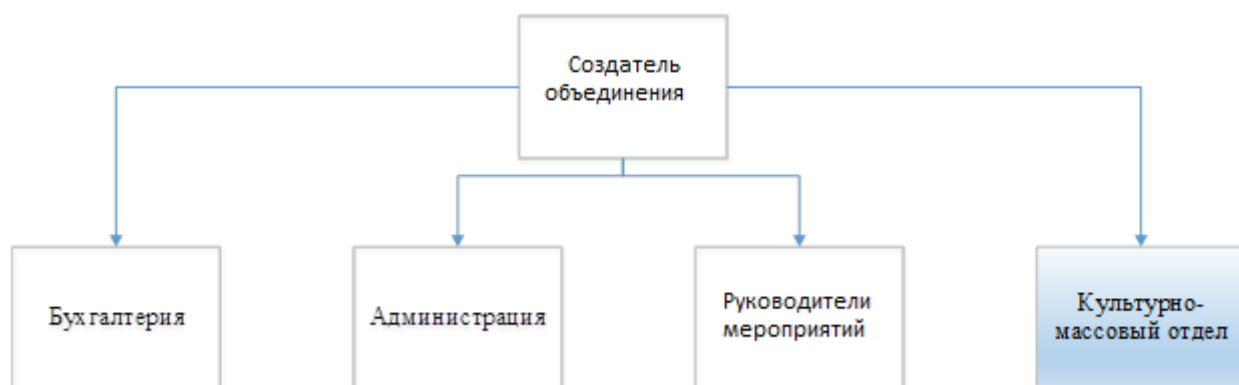 Создатель
объединения
Бухгалтерия
Администрация
Руководители
мероприятий
Культурно-
массовый отдел